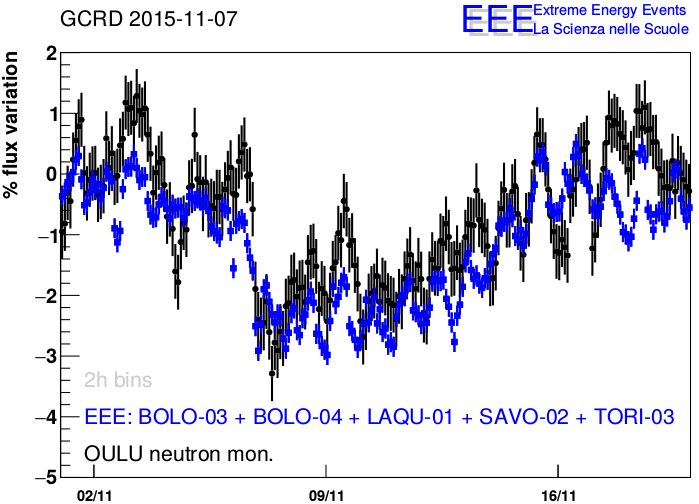 GCRD 2015-11-07
EEE Extreme Energy Events
La Scienza nelle Scuole
% flux variation
2
1
0
−1
−2
−3
−4
−5
2h bins
EEE: BOLO-03 + BOLO-04 + LAQU-01 + SAVO-02 + TORI-03
OULU neutron mon.
02/11 09/11 16/11